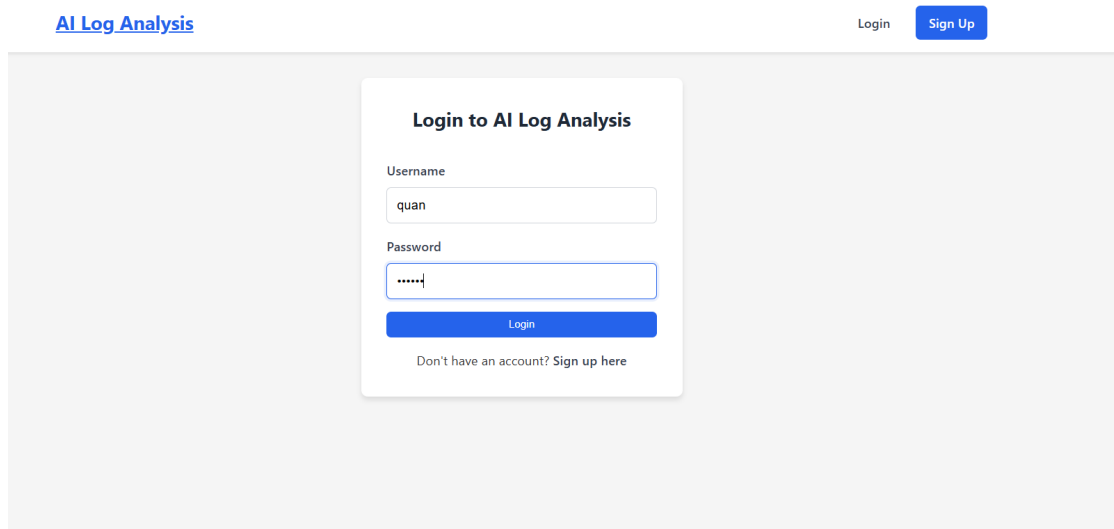 AI Log Analysis
Login
Sign Up
Login to AI Log Analysis
Username
quan
Password
••••••
Login
Don't have an account? Sign up here